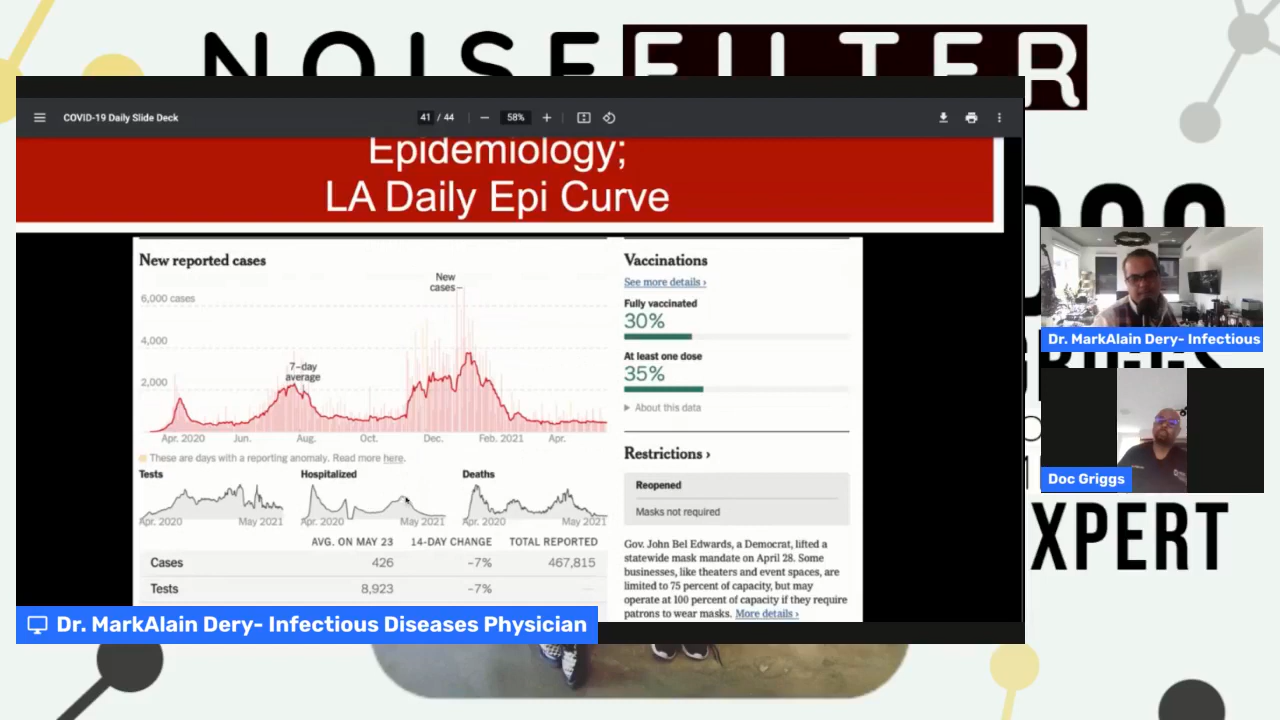 NOISEFILTER
COVID-19 Daily Slide Deck
41 / 44
58%
Epidemiology;
LA Daily Epi Curve
New reported cases
6,000 cases
4,000
2,000
New
cases
7–day
average
Apr. 2020 Jun. Aug. Oct. Dec. Feb. 2021 Apr.
These are days with a reporting anomaly. Read more here.
Tests Hospitalized Deaths
Apr. 2020 May 2021 Apr. 2020 May 2021 Apr. 2020 May 2021
AVG. ON MAY 23 14-DAY CHANGE TOTAL REPORTED
Cases 426 –7% 467,815
Tests 8,923 –7%
Vaccinations
See more details ›
Fully vaccinated
30%
At least one dose
35%
About this data
Restrictions ›
Reopened
Masks not required
Gov. John Bel Edwards, a Democrat, lifted a
statewide mask mandate on April 28. Some
businesses, like theaters and event spaces, are
limited to 75 percent of capacity, but may
operate at 100 percent of capacity if they require
patrons to wear masks. More details ›
Dr. MarkAlain Dery- Infectious
Doc Griggs
XPERT
Dr. MarkAlain Dery- Infectious Diseases Physician